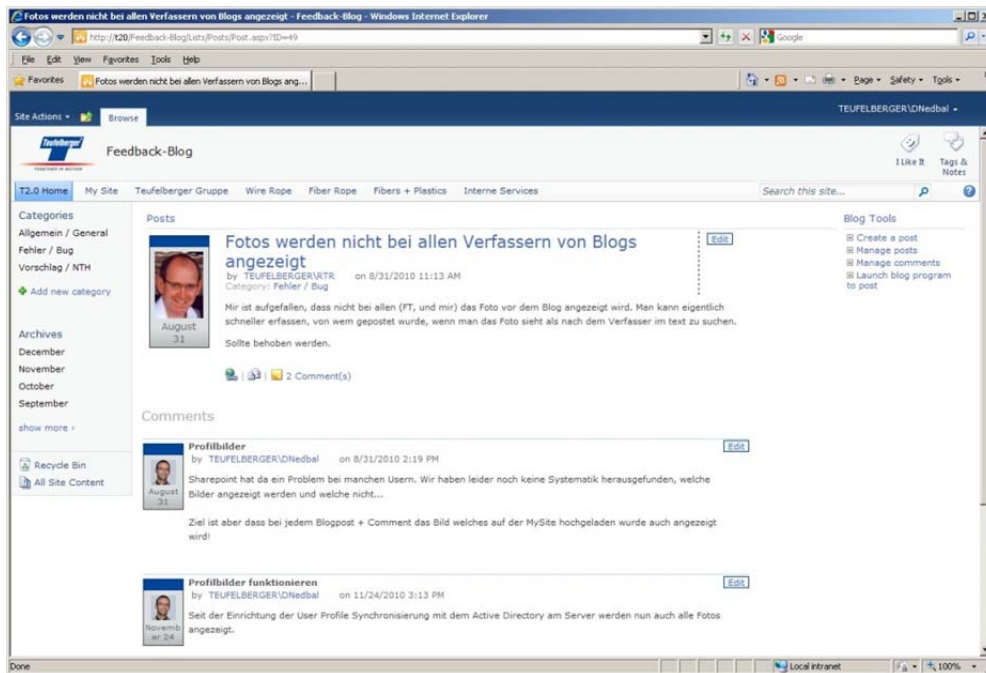 Fotos werden nicht bei allen Verfassern von Blogs angezeigt - Feedback-Blog - Windows Internet Explorer
http://t20/Feedback-Blog/Lists/Posts/Post.aspx?ID=49
Google
File Edit View Favorites Tools Help
Favorites Fotos werden nicht bei allen Verfassern von Blogs ang...
Page Safety Tools
Site Actions Browse
TEUFELBERGER\DNedbal
Teufelberger
TOGETHER IN MOTION
Feedback-Blog
I Like It
Tags &
Notes
T2.0 Home My Site Teufelberger Gruppe Wire Rope Fiber Rope Fibers + Plastics Interne Services
Search this site...
Categories
Allgemein / General
Fehler / Bug
Vorschlag / NTH
Add new category
Archives
December
November
October
September
show more ›
Recycle Bin
All Site Content
Posts
August
31
Fotos werden nicht bei allen Verfassern von Blogs
angezeigt
Edit
by TEUFELBERGER\RTR on 8/31/2010 11:13 AM
Category: Fehler / Bug
Mir ist aufgefallen, dass nicht bei allen (FT, und mir) das Foto vor dem Blog angezeigt wird. Man kann eigentlich
schneller erfassen, von wem gepostet wurde, wenn man das Foto sieht als nach dem Verfasser im text zu suchen.
Sollte behoben werden.
| | 2 Comment(s)
Comments
August
31
Profilbilder
Edit
by TEUFELBERGER\DNedbal on 8/31/2010 2:19 PM
Sharepoint hat da ein Problem bei manchen Usern. Wir haben leider noch keine Systematik herausgefunden, welche
Bilder angezeigt werden und welche nicht...
Ziel ist aber dass bei jedem Blogpost + Comment das Bild welches auf der MySite hochgeladen wurde auch angezeigt
wird!
Novemb
er 24
Profilbilder funktionieren
Edit
by TEUFELBERGER\DNedbal on 11/24/2010 3:13 PM
Seit der Einrichtung der User Profile Synchronisierung mit dem Active Directory am Server werden nun auch alle Fotos
angezeigt.
Blog Tools
Create a post
Manage posts
Manage comments
Launch blog program
to post
Done
Local intranet
100%